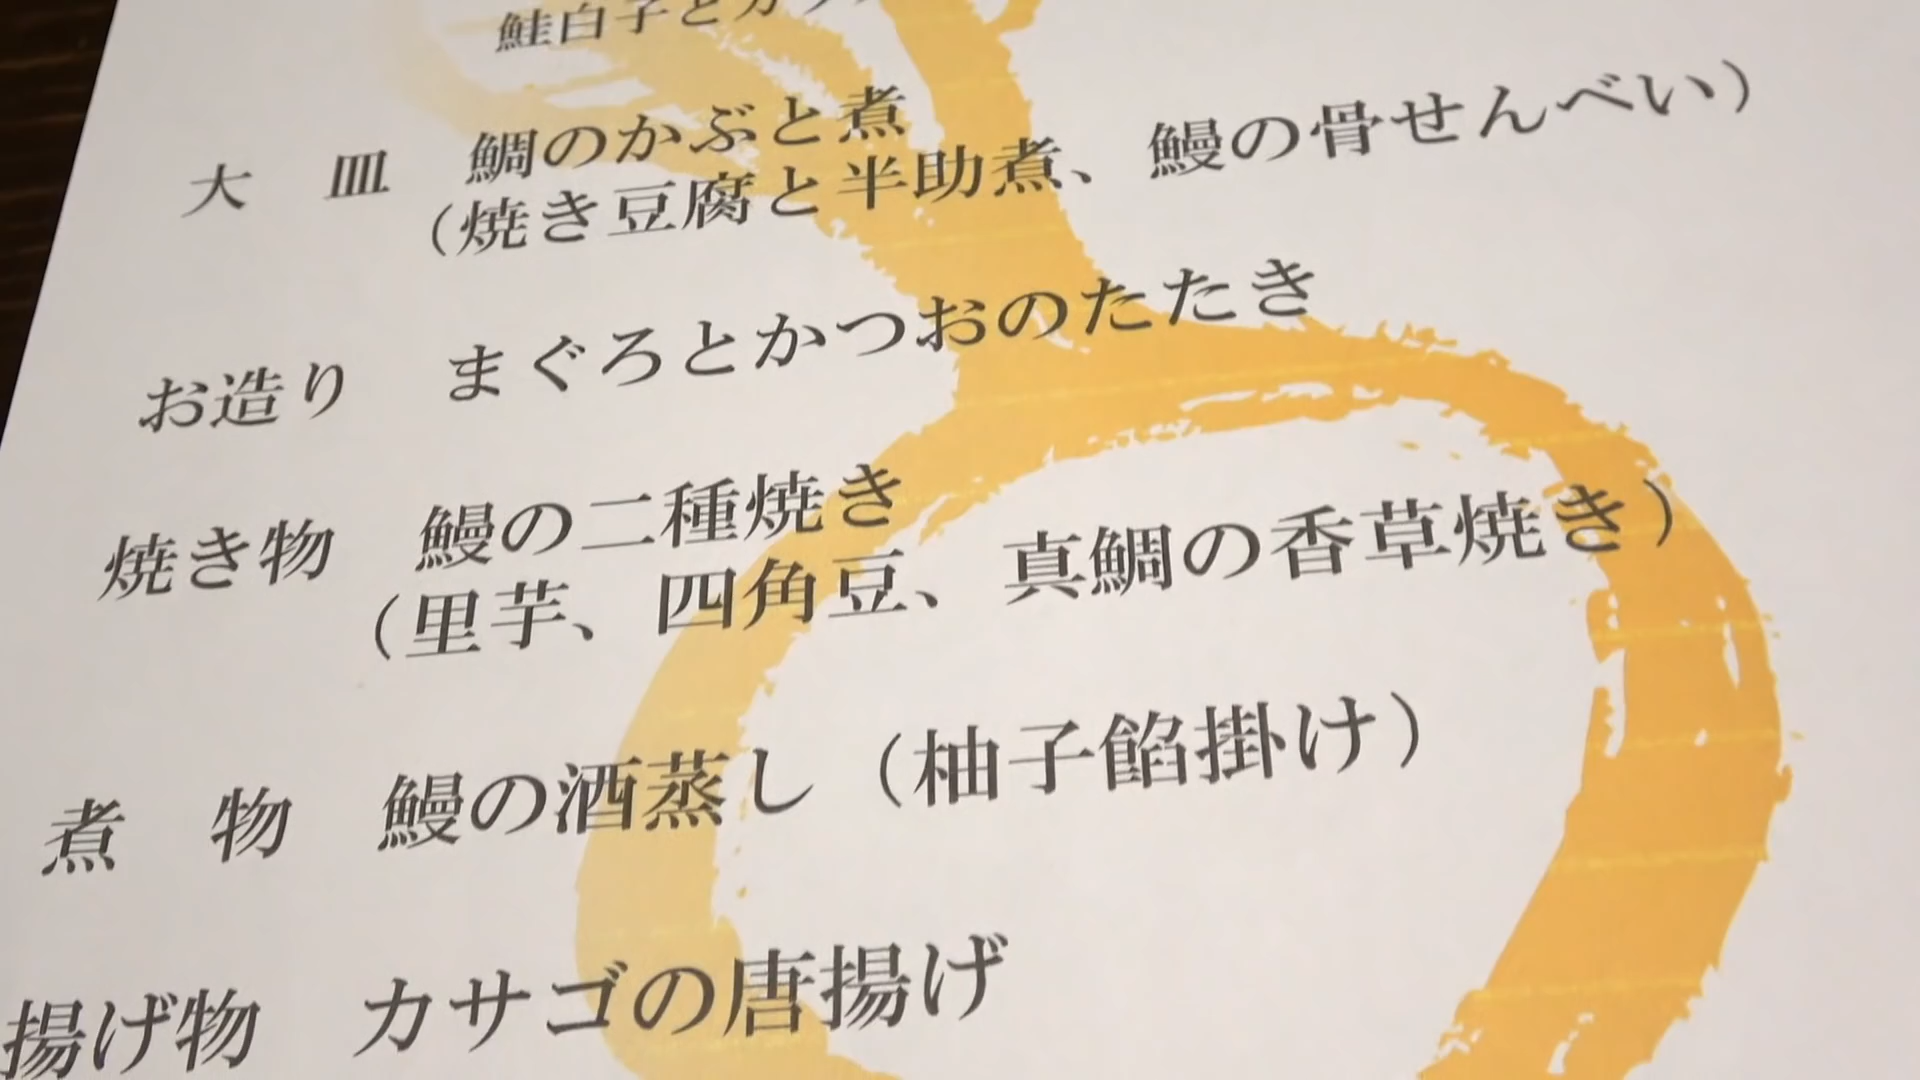 鮭白子と
大　皿　鯛のかぶと煮
（焼き豆腐と半助煮、鰻の骨せんべい）
お造り　まぐろとかつおのたたき
焼き物　鰻の二種焼き
（里芋、四角豆、真鯛の香草焼き）
煮　物　鰻の酒蒸し（柚子餡掛け）
揚げ物　カサゴの唐揚げ